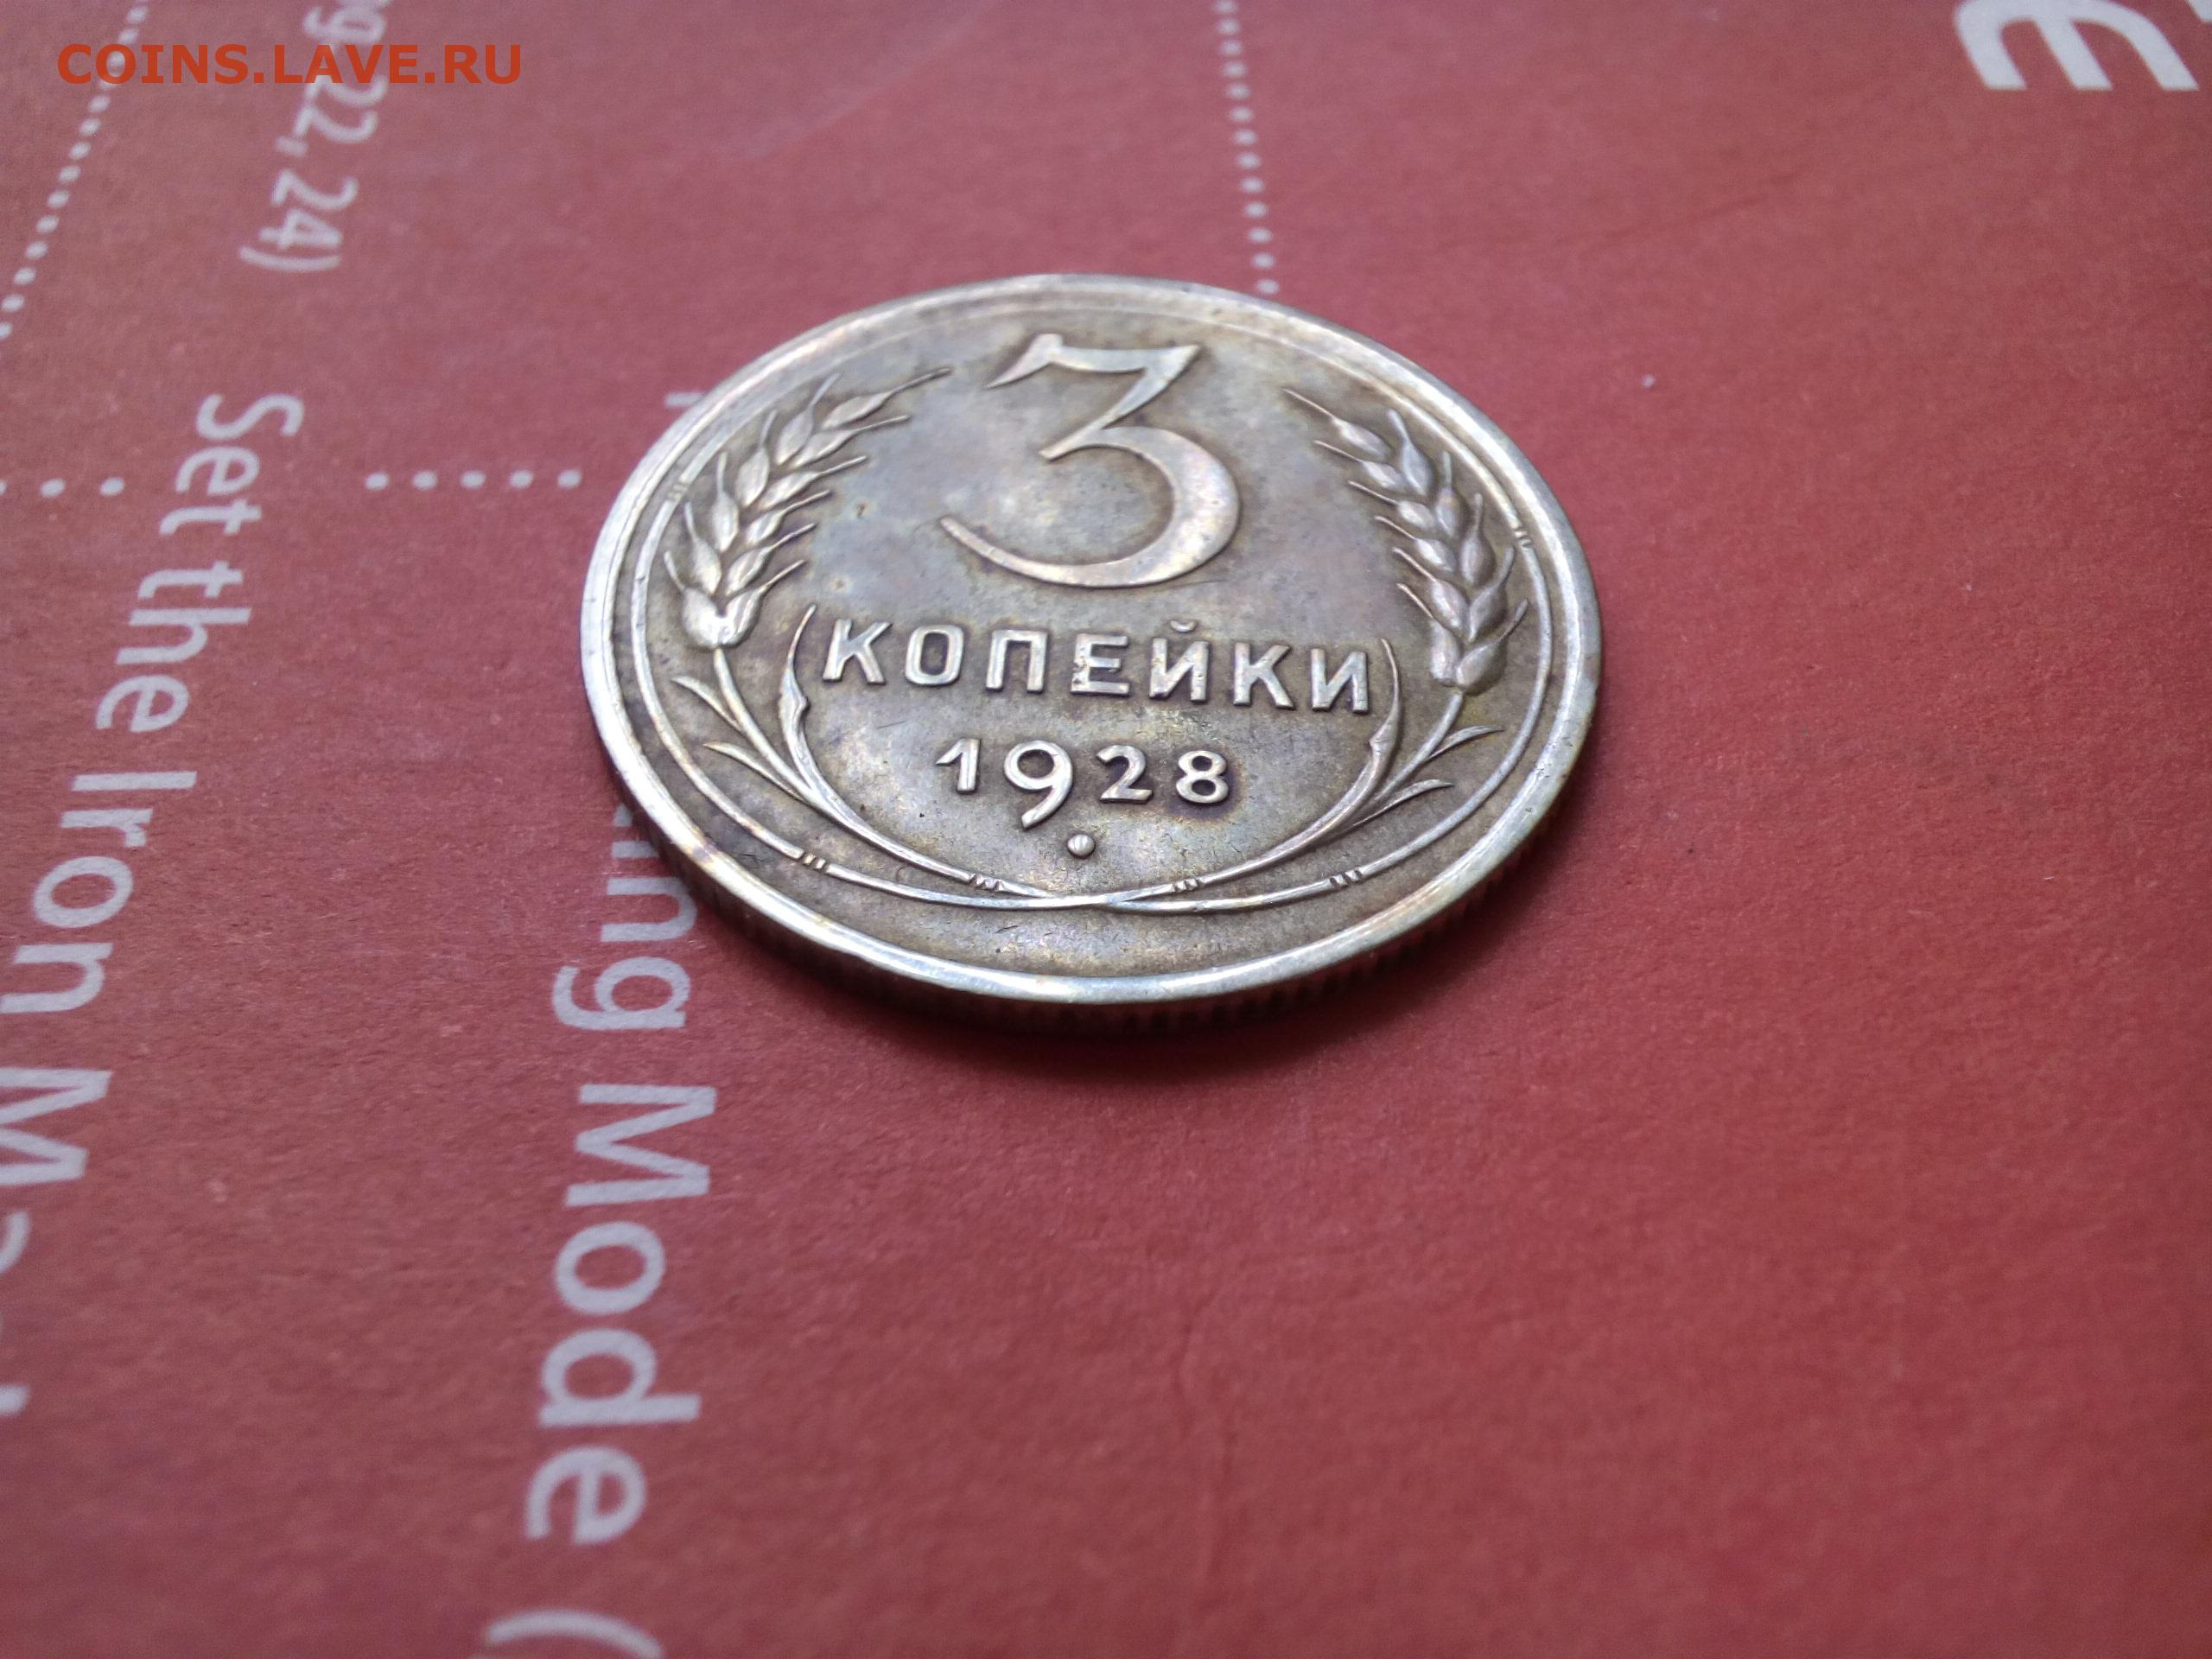 COINS.LAVE.RU
3
КОПЕЙКИ
1928
22, 24)
Set the Iron
Mode (